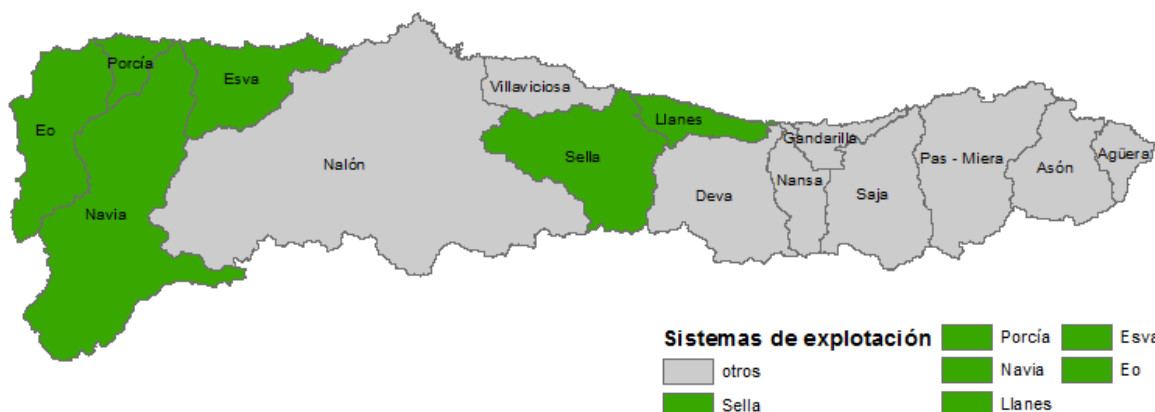 Porcía
Esva
Villaviciosa
Eo
Llanes
Gandarilla
Nalón
Sella
Pas - Miera
Agüera
Asón
Nansa
Deva
Saja
Navia
Sistemas de explotación
Porcía
Esva
otros
Navia
Eo
Sella
Llanes